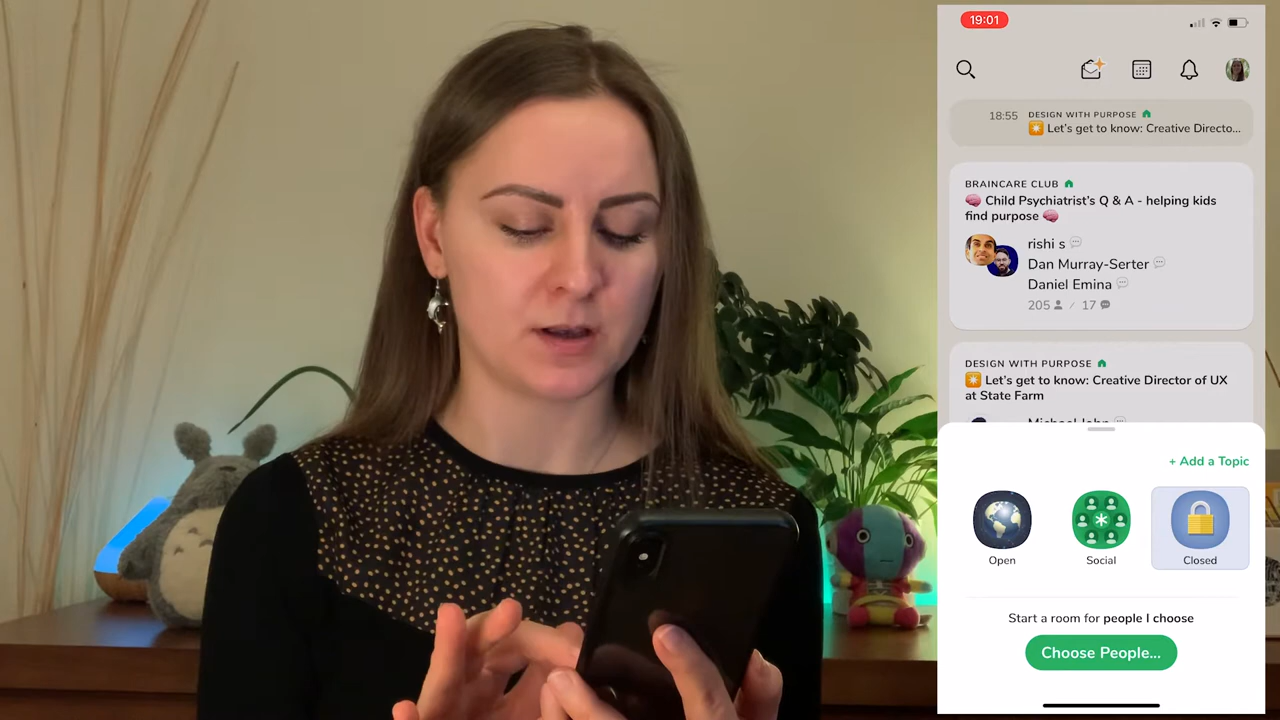 19:01
18:55 DESIGN WITH PURPOSE
Let's get to know: Creative Directo...
BRAINCARE CLUB
Child Psychiatrist's Q & A - helping kids
find purpose
rishi s
Dan Murray-Serter
Daniel Emina
205 / 17
DESIGN WITH PURPOSE
Let's get to know: Creative Director of UX
at State Farm
Michael John
+ Add a Topic
Open
Social
Closed
Start a room for people I choose
Choose People...